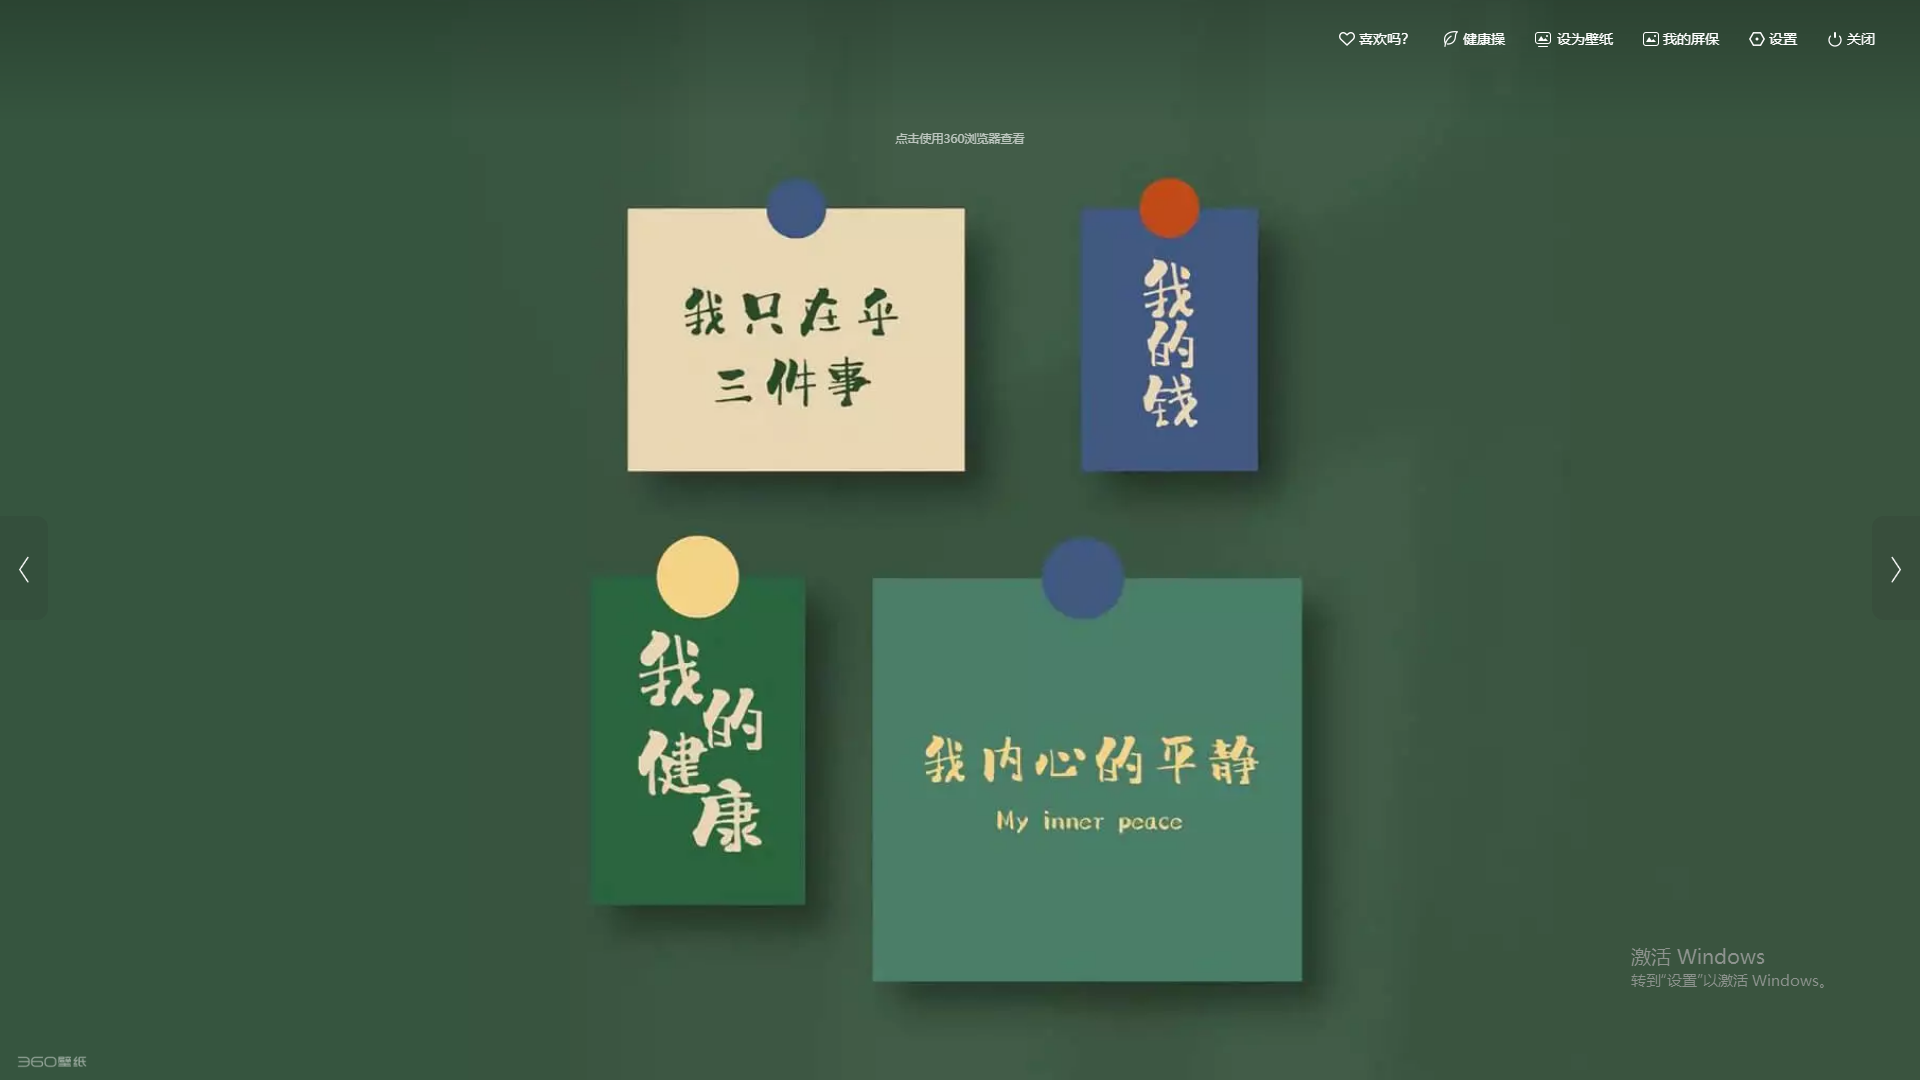 喜欢吗?
健康操
设为壁纸
我的屏保
设置
关闭
点击使用360浏览器查看
我只在乎
三件事
我的钱
我的健康
我内心的平静
My inner peace
激活 Windows
转到"设置"以激活 Windows。
360壁纸